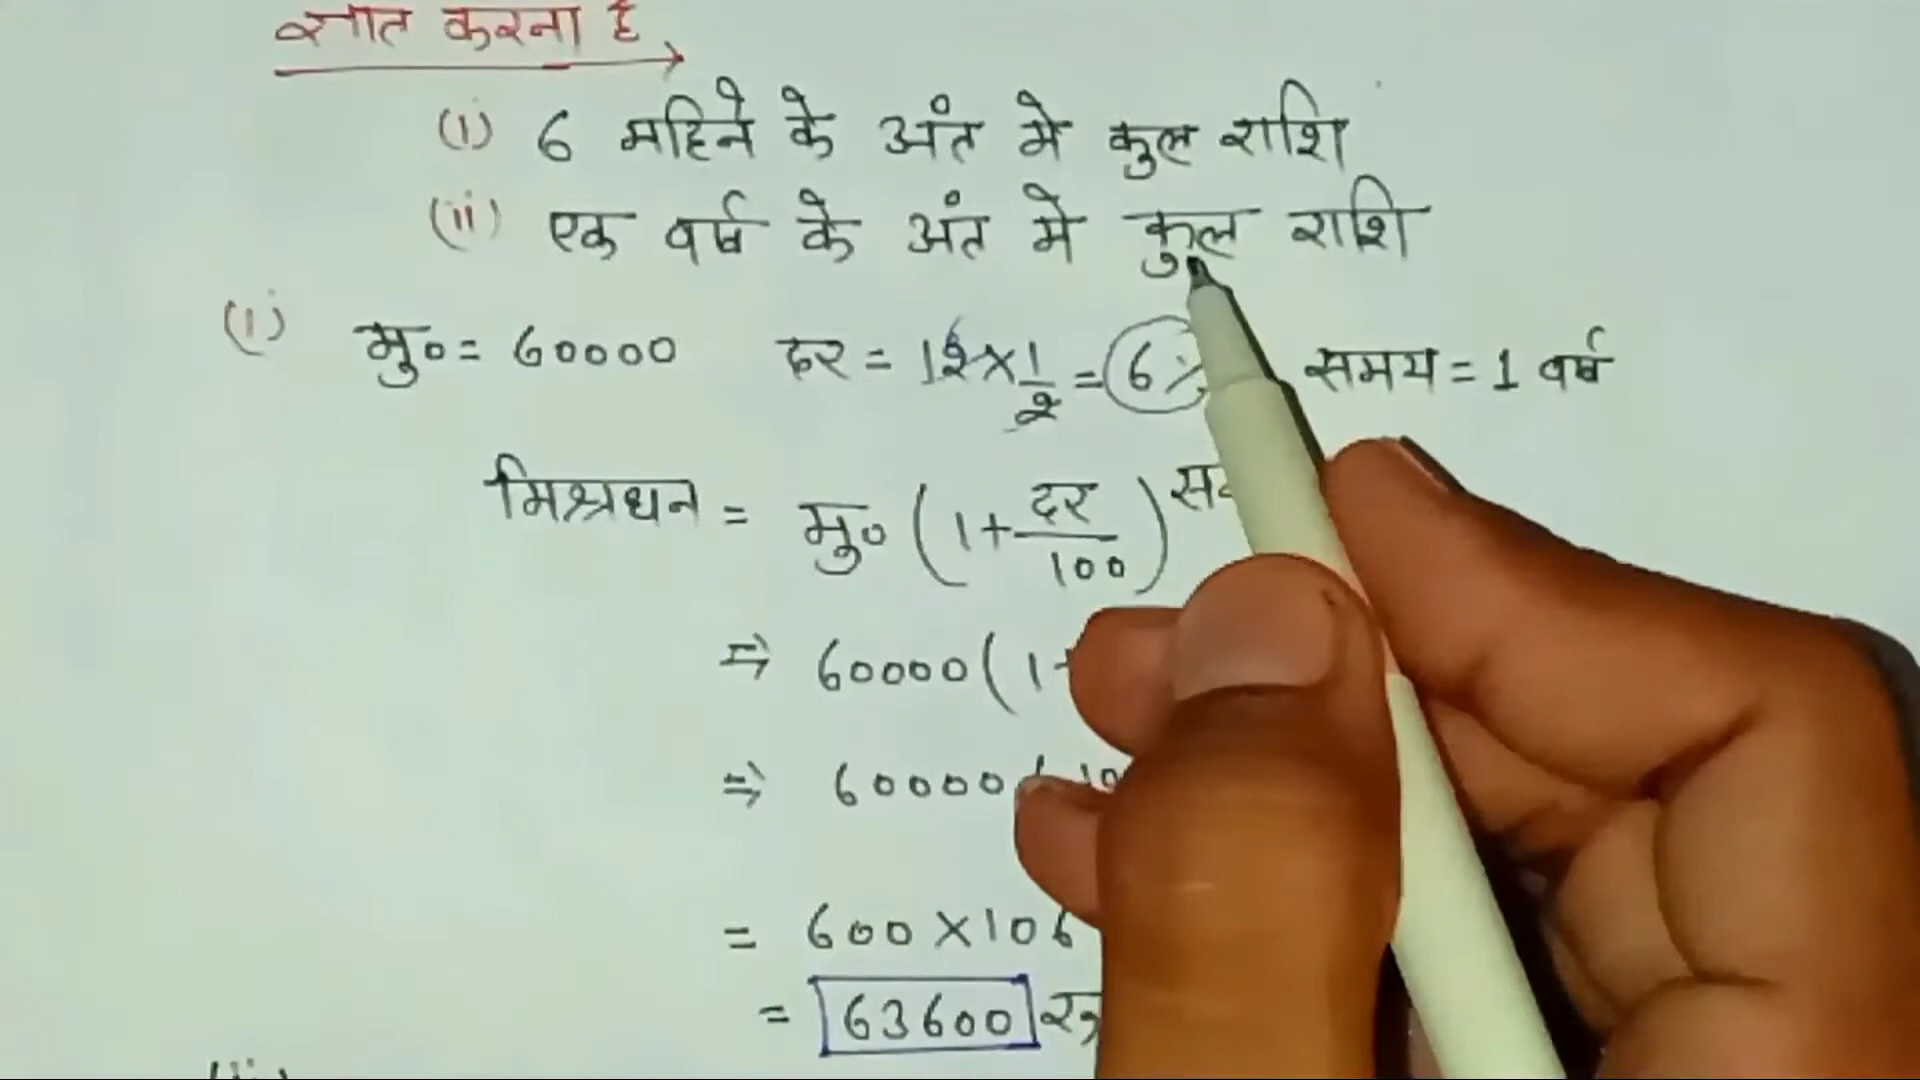 ज्ञात करना है
(i) 6 महिने के अंत मे कुल राशि
(ii) एक वर्ष के अंत मे कुल राशि
(i) मु० = 60000 दर = 12 × 1/2 = 6% समय = 1 वर्ष
मिश्रधन = मु० (1 + दर/100)
⇒ 60000 ( 1 +
⇒ 60000 (
= 600 × 106
= 63600